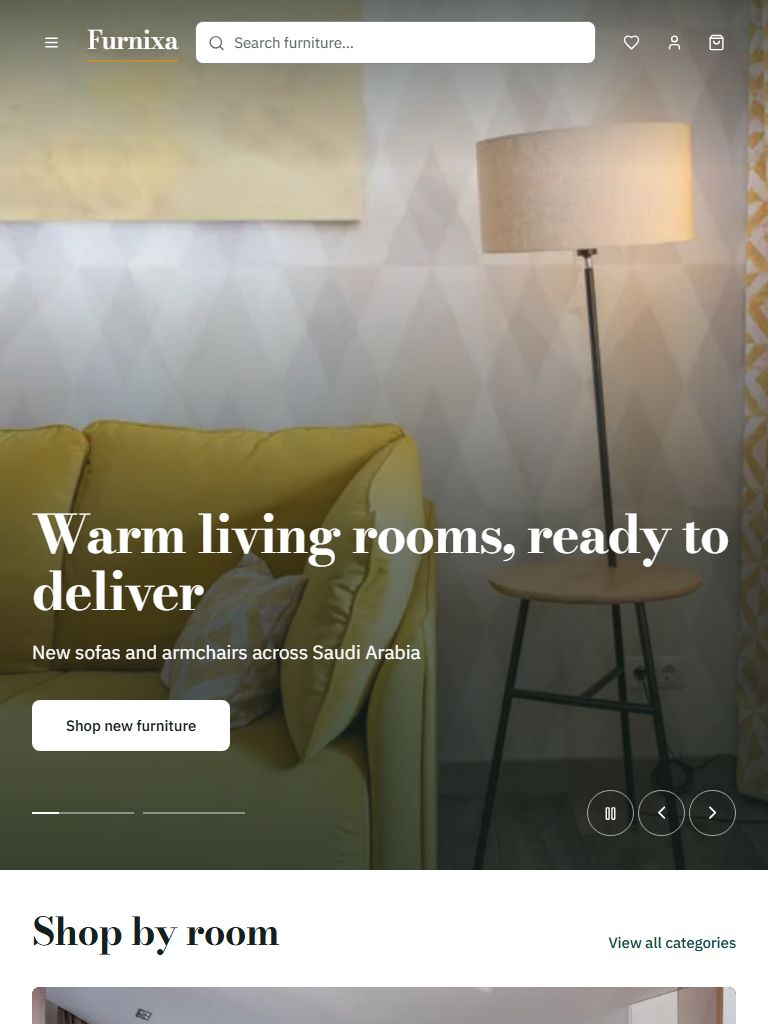 Furnixa
Search furniture...
Warm living rooms, ready to
deliver
New sofas and armchairs across Saudi Arabia
Shop new furniture
Shop by room
View all categories